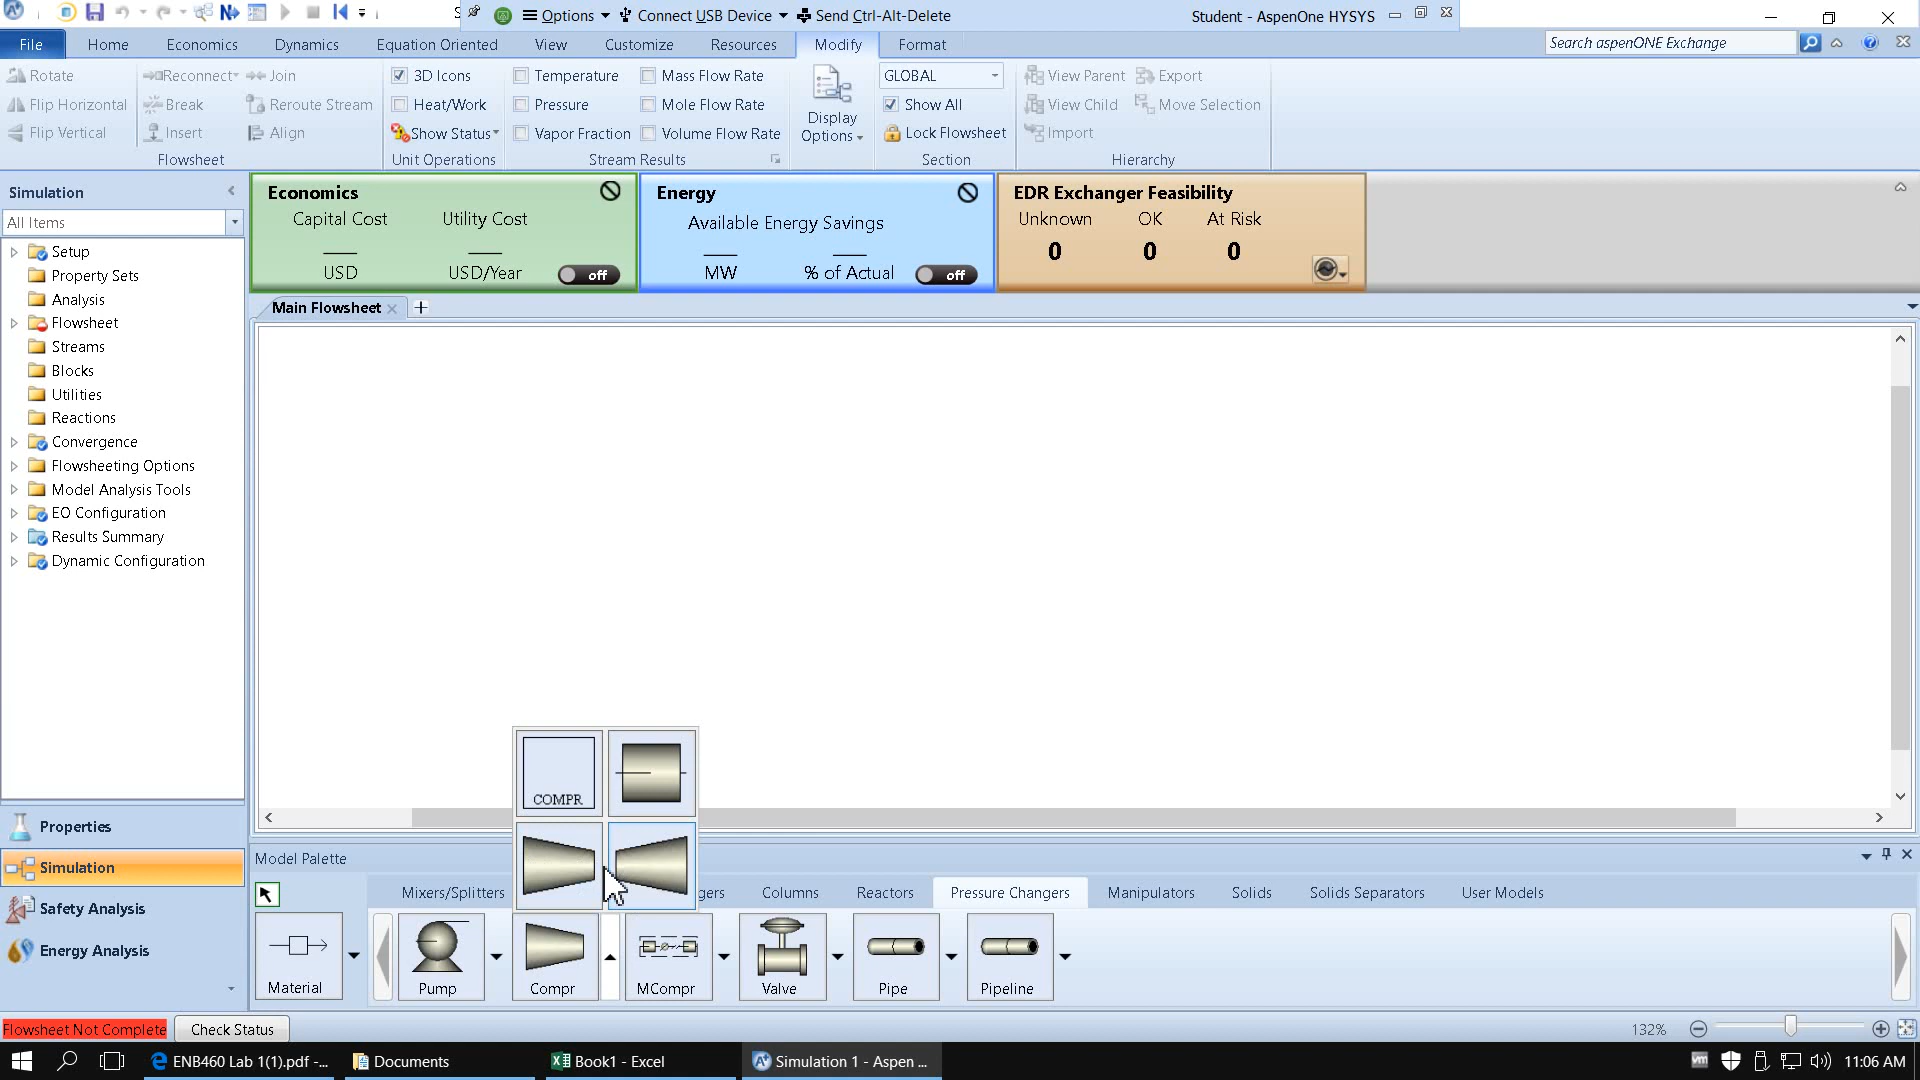 Options
Connect USB Device
Send Ctrl-Alt-Delete
Student - AspenOne HYSYS
File
Home
Economics
Dynamics
Equation Oriented
View
Customize
Resources
Modify
Format
Search aspenONE Exchange
Rotate
Reconnect
Join
3D Icons
Temperature
Mass Flow Rate
GLOBAL
View Parent
Export
Flip Horizontal
Break
Reroute Stream
Heat/Work
Pressure
Mole Flow Rate
Display Options
Show All
View Child
Move Selection
Flip Vertical
Insert
Align
Show Status
Vapor Fraction
Volume Flow Rate
Lock Flowsheet
Import
Flowsheet
Unit Operations
Stream Results
Section
Hierarchy
Simulation
All Items
Setup
Property Sets
Analysis
Flowsheet
Streams
Blocks
Utilities
Reactions
Convergence
Flowsheeting Options
Model Analysis Tools
EO Configuration
Results Summary
Dynamic Configuration
Properties
Simulation
Safety Analysis
Energy Analysis
Economics
Capital Cost
Utility Cost
USD
USD/Year
off
Energy
Available Energy Savings
MW
% of Actual
off
EDR Exchanger Feasibility
Unknown
OK
At Risk
0
0
0
Main Flowsheet
COMPR
Model Palette
Mixers/Splitters
gers
Columns
Reactors
Pressure Changers
Manipulators
Solids
Solids Separators
User Models
Material
Pump
Compr
MCompr
Valve
Pipe
Pipeline
Flowsheet Not Complete
Check Status
132%
ENB460 Lab 1(1).pdf -...
Documents
Book1 - Excel
Simulation 1 - Aspen ...
11:06 AM